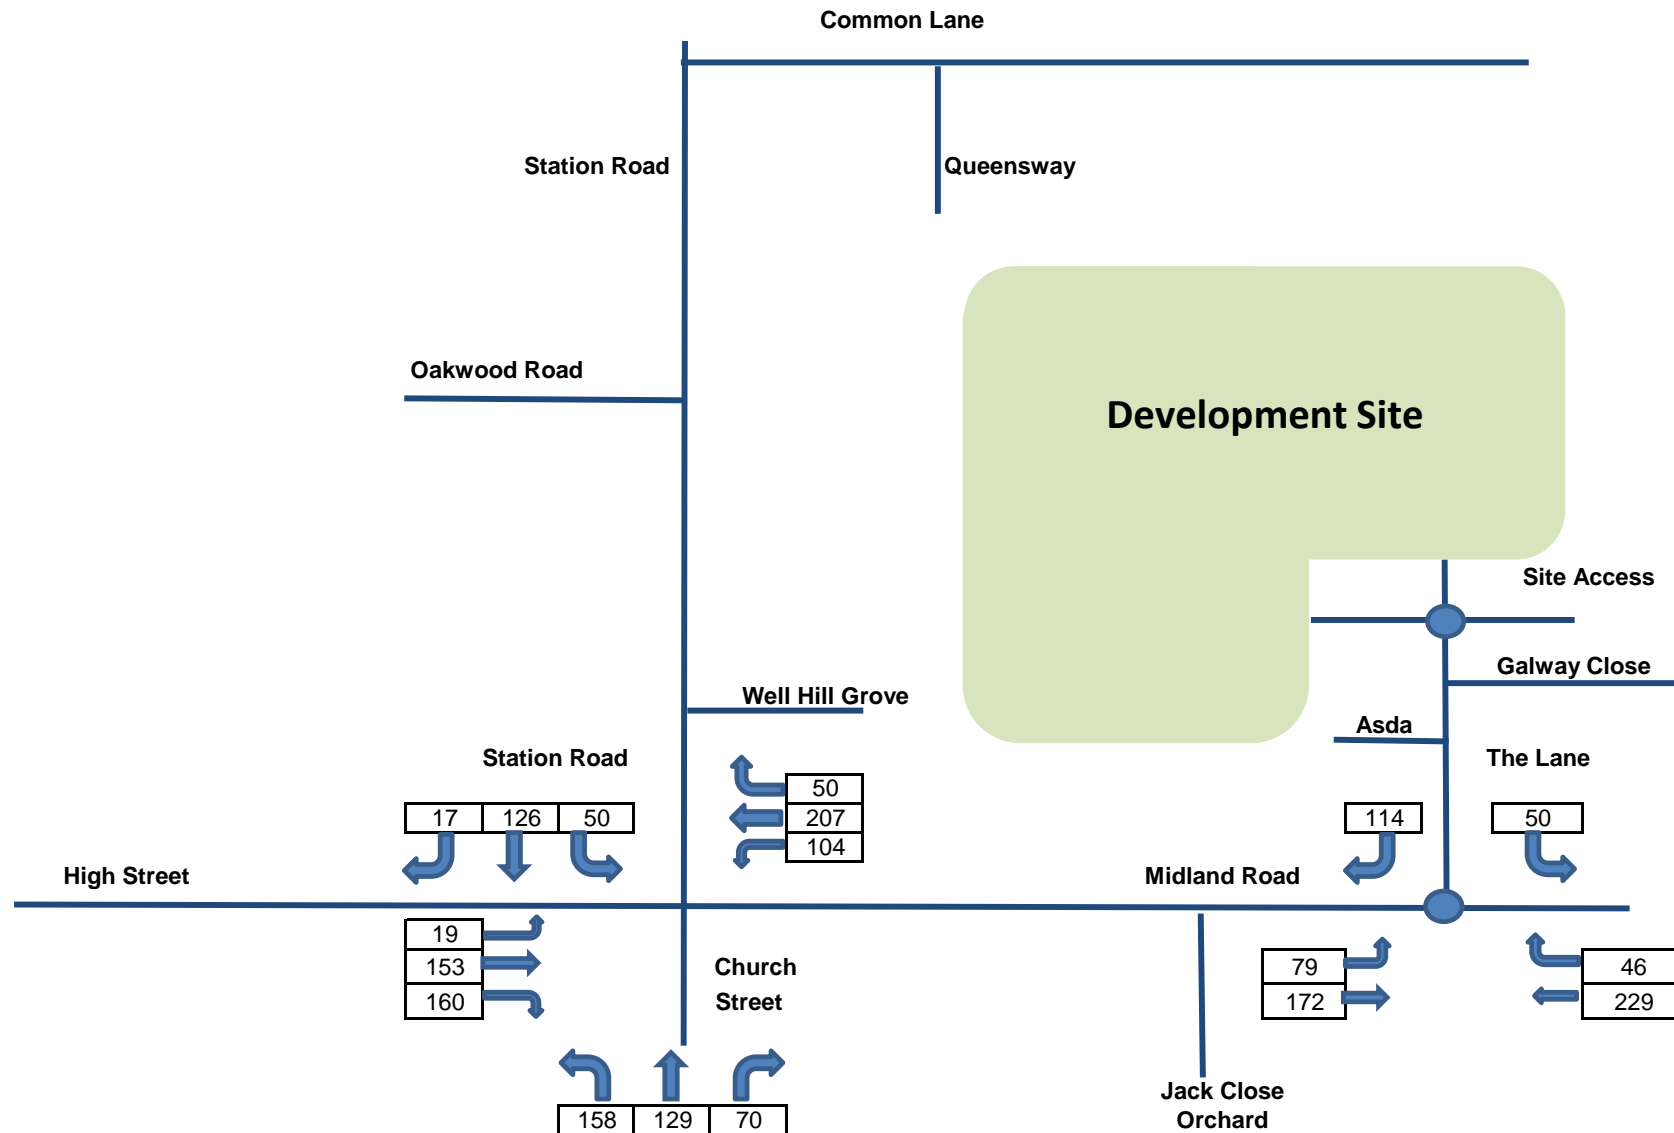 Common Lane
Station Road
Queensway
Oakwood Road
Development Site
Site Access
Galway Close
Well Hill Grove
Asda
Station Road
The Lane
50
207
104
17 126 50
114
50
High Street
Midland Road
19
153
160
Church
Street
79
172
46
229
158 129 70
Jack Close
Orchard